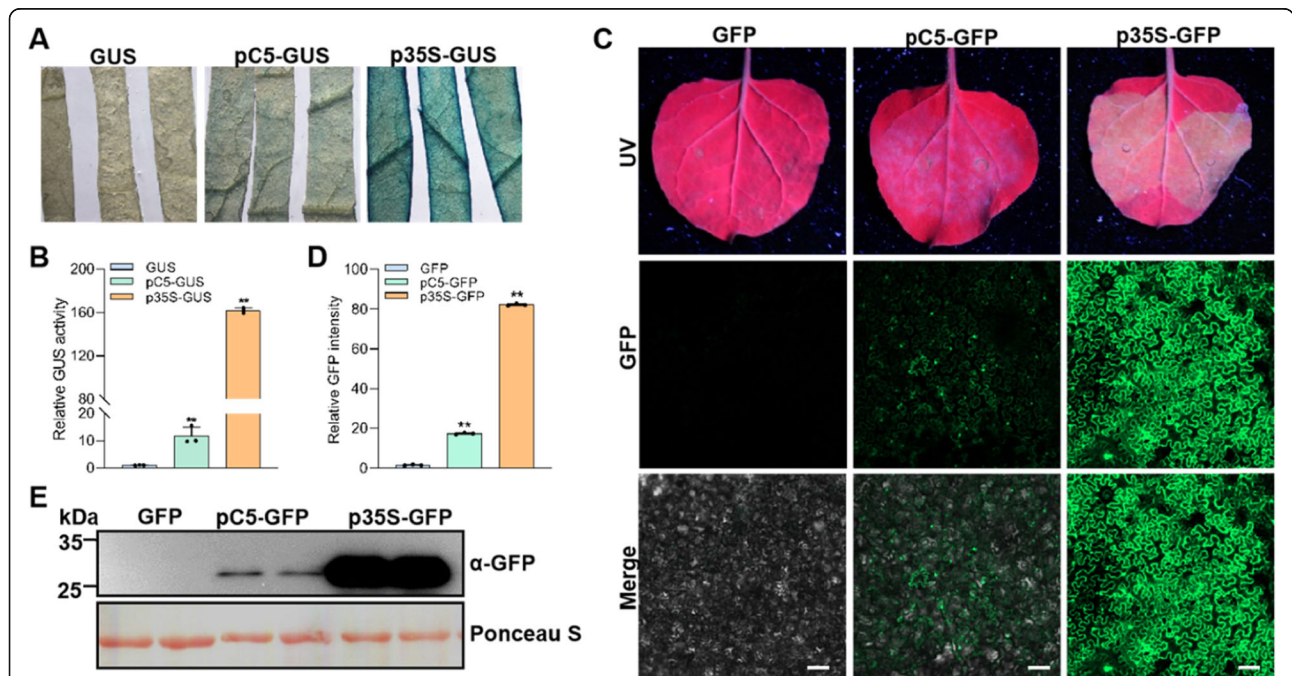 A
GUS pC5-GUS p35S-GUS
B
Relative GUS activity
200
160
120
80
20
10
0
GUS
pC5-GUS
p35S-GUS
**
**
D
Relative GFP intensity
100
80
60
40
20
0
GFP
pC5-GFP
p35S-GFP
**
**
E
kDa GFP pC5-GFP p35S-GFP
35
25
α-GFP
Ponceau S
C
GFP pC5-GFP p35S-GFP
UV
GFP
Merge